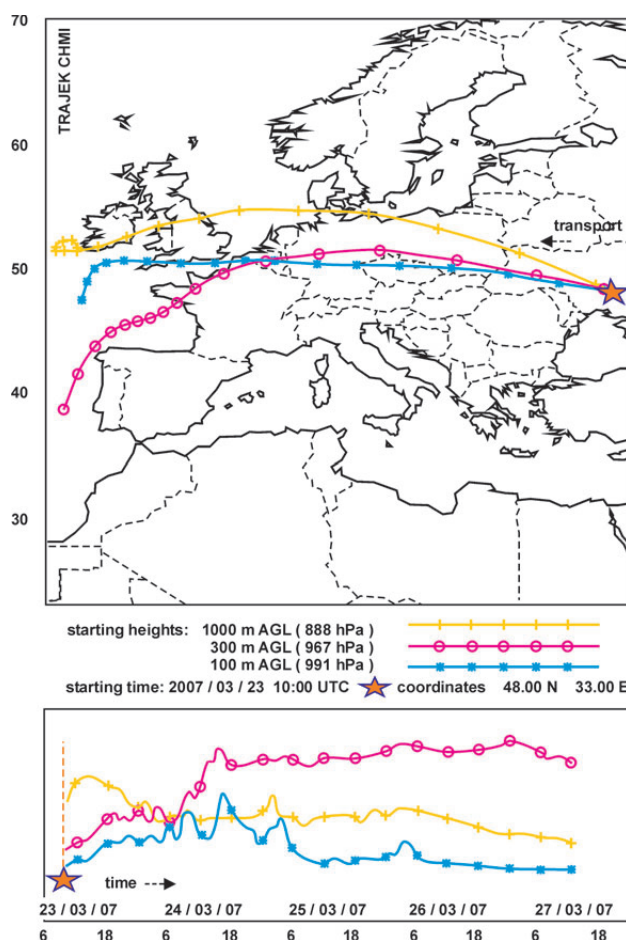 70
60
50
40
30
TRAJEK CHMI
transport
starting heights: 1000 m AGL ( 888 hPa )
300 m AGL ( 967 hPa )
100 m AGL ( 991 hPa )
starting time: 2007 / 03 / 23 10:00 UTC coordinates 48.00 N 33.00 E
time
23 / 03 / 07 24 / 03 / 07 25 / 03 / 07 26 / 03 / 07 27 / 03 / 07
6 18 6 18 6 18 6 18 6 18